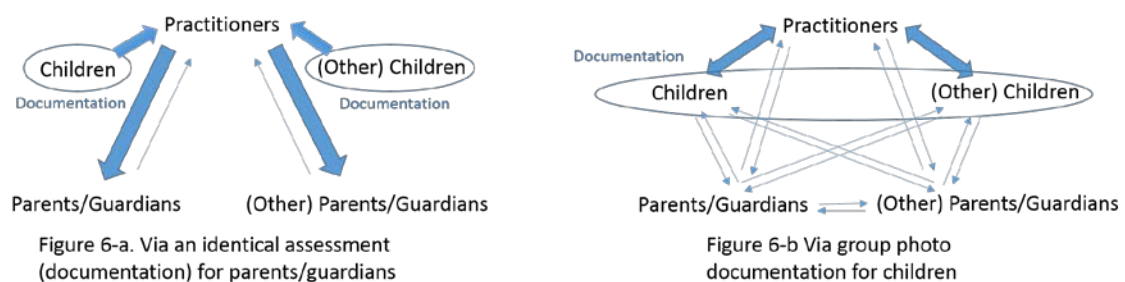 Practitioners
Children
(Other) Children
Documentation
Documentation
Parents/Guardians
(Other) Parents/Guardians
Figure 6-a. Via an identical assessment
(documentation) for parents/guardians
Practitioners
Documentation
Children
(Other) Children
Parents/Guardians
(Other) Parents/Guardians
Figure 6-b Via group photo
documentation for children